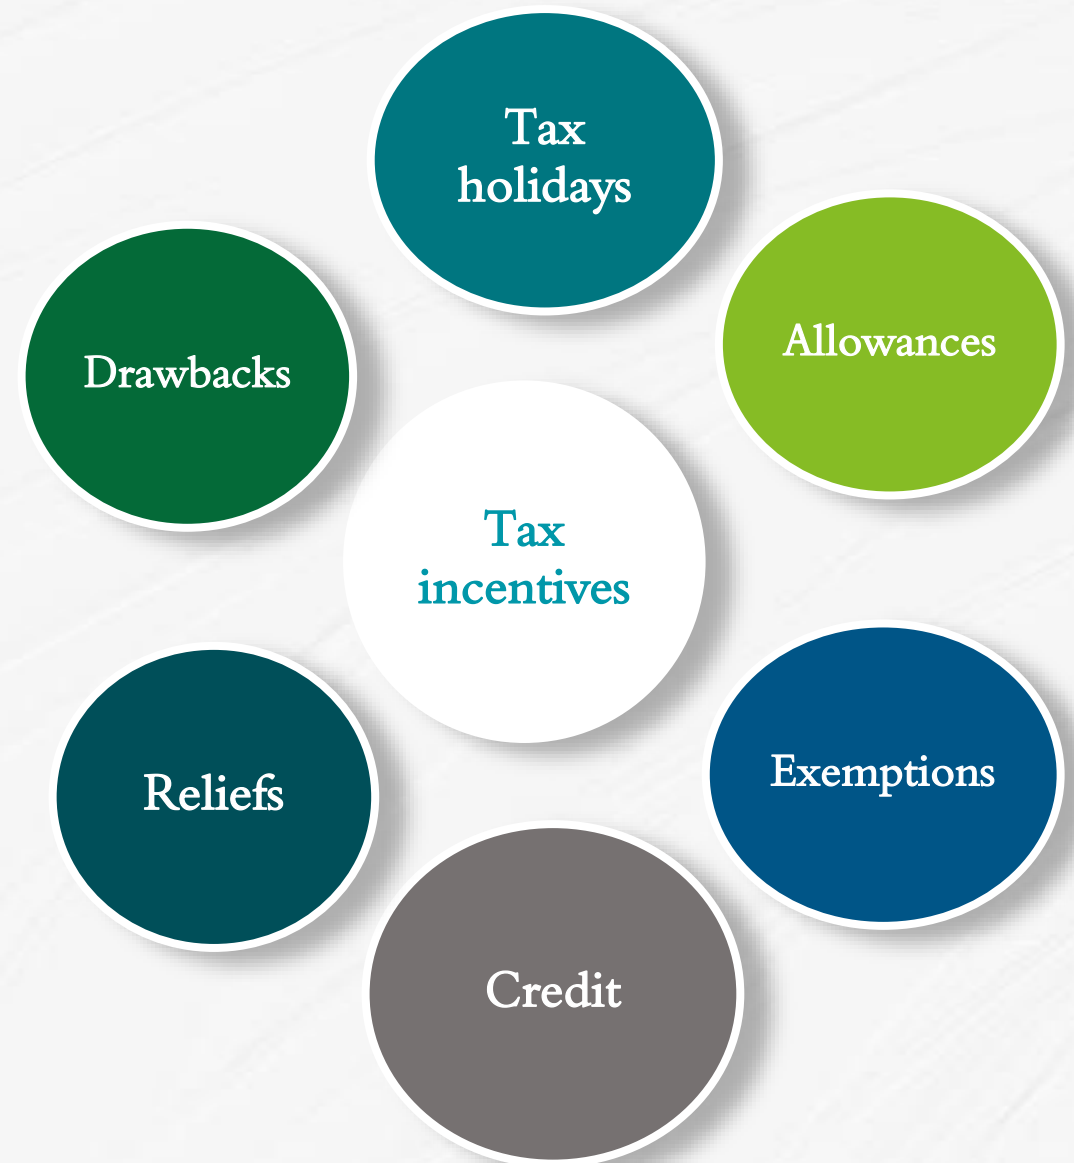 Tax
holidays
Allowances
Drawbacks
Tax
incentives
Exemptions
Reliefs
Credit